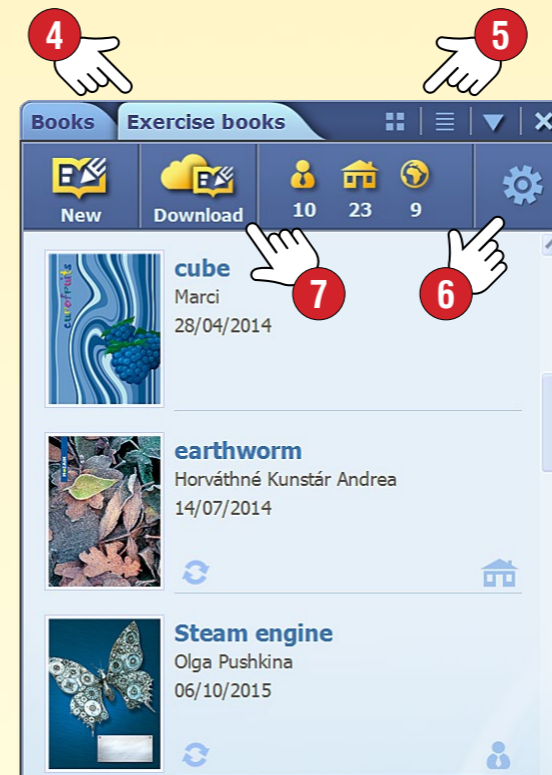 4
5
Books Exercise books
New Download 10 23 9
7
6
eurofruits
cube
Marci
28/04/2014
earthworm
Horváthné Kunstár Andrea
14/07/2014
Steam engine
Olga Pushkina
06/10/2015